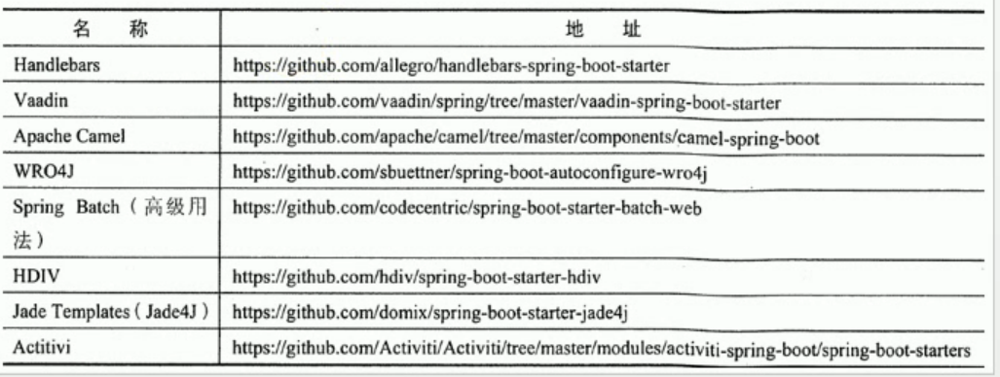 名 称 地 址
Handlebars https://github.com/allegro/handlebars-spring-boot-starter
Vaadin https://github.com/vaadin/spring/tree/master/vaadin-spring-boot-starter
Apache Camel https://github.com/apache/camel/tree/master/components/camel-spring-boot
WRO4J https://github.com/sbuettner/spring-boot-autoconfigure-wro4j
Spring Batch（高级用 https://github.com/codecentric/spring-boot-starter-batch-web
法）
HDIV https://github.com/hdiv/spring-boot-starter-hdiv
Jade Templates（Jade4J） https://github.com/domix/spring-boot-starter-jade4j
Actitivi https://github.com/Activiti/Activiti/tree/master/modules/activiti-spring-boot/spring-boot-starters